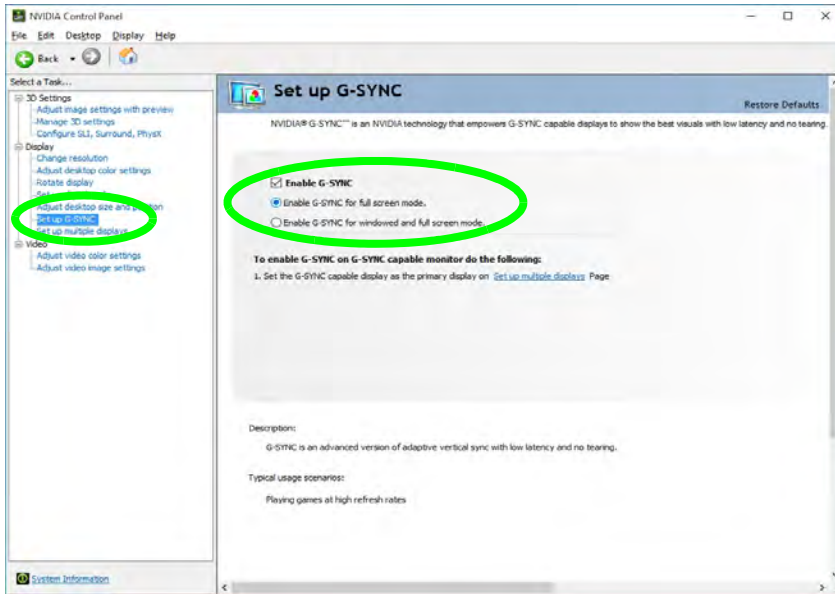 NVIDIA Control Panel
File Edit Desktop Display Help
Back
Select a Task...
3D Settings
Adjust image settings with preview
Manage 3D settings
Configure SLI, Surround, PhysX
Display
Change resolution
Adjust desktop color settings
Rotate display
Adjust desktop size and position
Set up G-SYNC
Set up multiple displays
Video
Adjust video color settings
Adjust video image settings
System Information
Set up G-SYNC
Restore Defaults
NVIDIA® G-SYNC™ is an NVIDIA technology that empowers G-SYNC capable displays to show the best visuals with low latency and no tearing.
Enable G-SYNC
Enable G-SYNC for full screen mode.
Enable G-SYNC for windowed and full screen mode.
To enable G-SYNC on G-SYNC capable monitor do the following:
1. Set the G-SYNC capable display as the primary display on Set up multiple displays Page
Description:
G-SYNC is an advanced version of adaptive vertical sync with low latency and no tearing.
Typical usage scenarios:
Playing games at high refresh rates